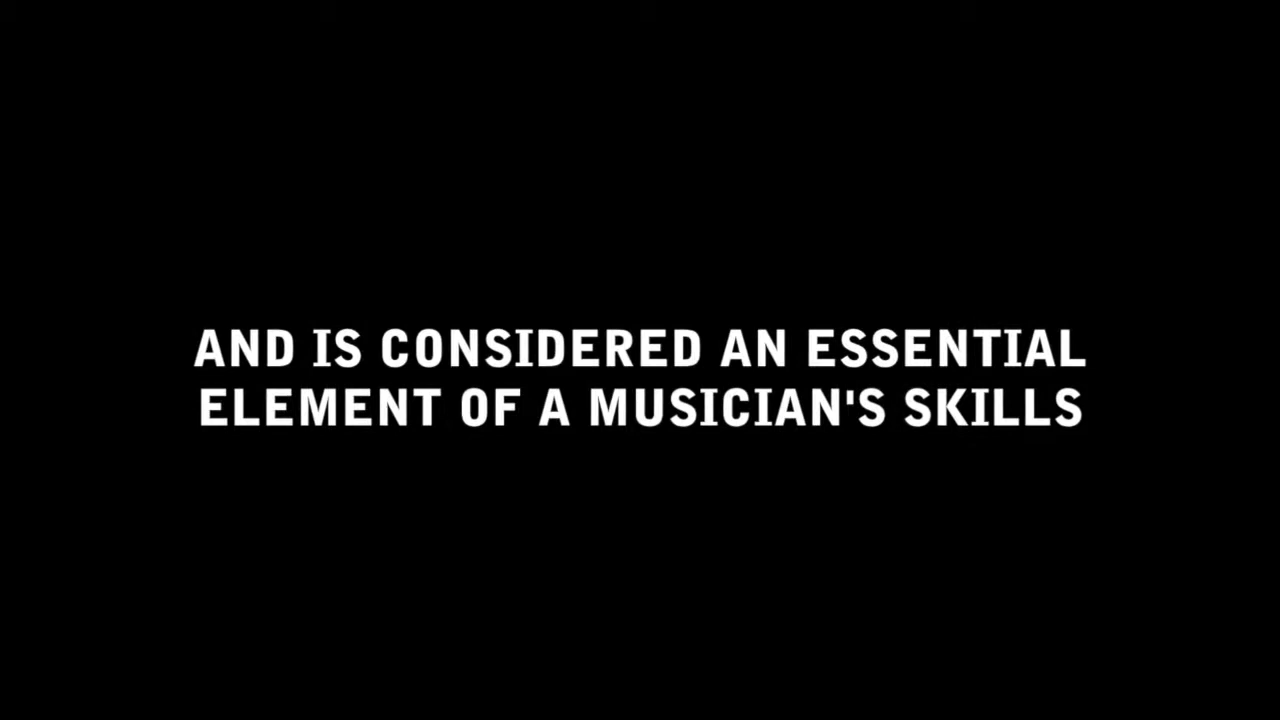 AND IS CONSIDERED AN ESSENTIAL
ELEMENT OF A MUSICIAN'S SKILLS